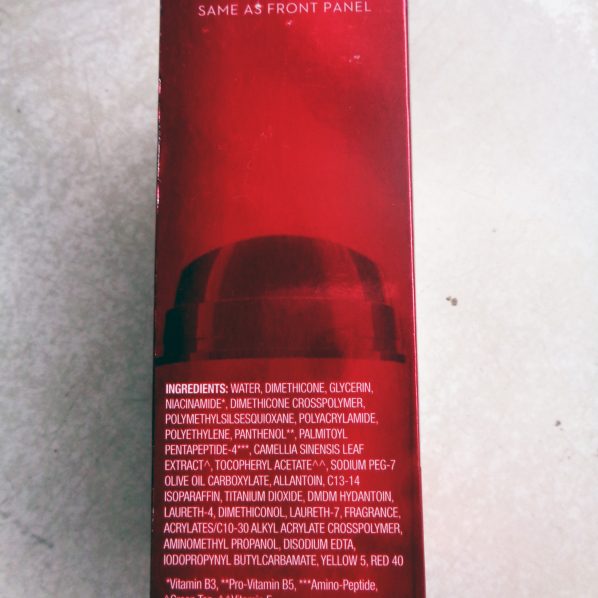 SAME AS FRONT PANEL
INGREDIENTS: WATER, DIMETHICONE, GLYCERIN,
NIACINAMIDE*, DIMETHICONE CROSSPOLYMER,
POLYMETHYLSILSESQUIOXANE, POLYACRYLAMIDE,
POLYETHYLENE, PANTHENOL**, PALMITOYL
PENTAPEPTIDE-4***, CAMELLIA SINENSIS LEAF
EXTRACT^, TOCOPHERYL ACETATE^^, SODIUM PEG-7
OLIVE OIL CARBOXYLATE, ALLANTOIN, C13-14
ISOPARAFFIN, TITANIUM DIOXIDE, DMDM HYDANTOIN,
LAURETH-4, DIMETHICONOL, LAURETH-7, FRAGRANCE,
ACRYLATES/C10-30 ALKYL ACRYLATE CROSSPOLYMER,
AMINOMETHYL PROPANOL, DISODIUM EDTA,
IODOPROPYNYL BUTYLCARBAMATE, YELLOW 5, RED 40
*Vitamin B3, **Pro-Vitamin B5, ***Amino-Peptide,